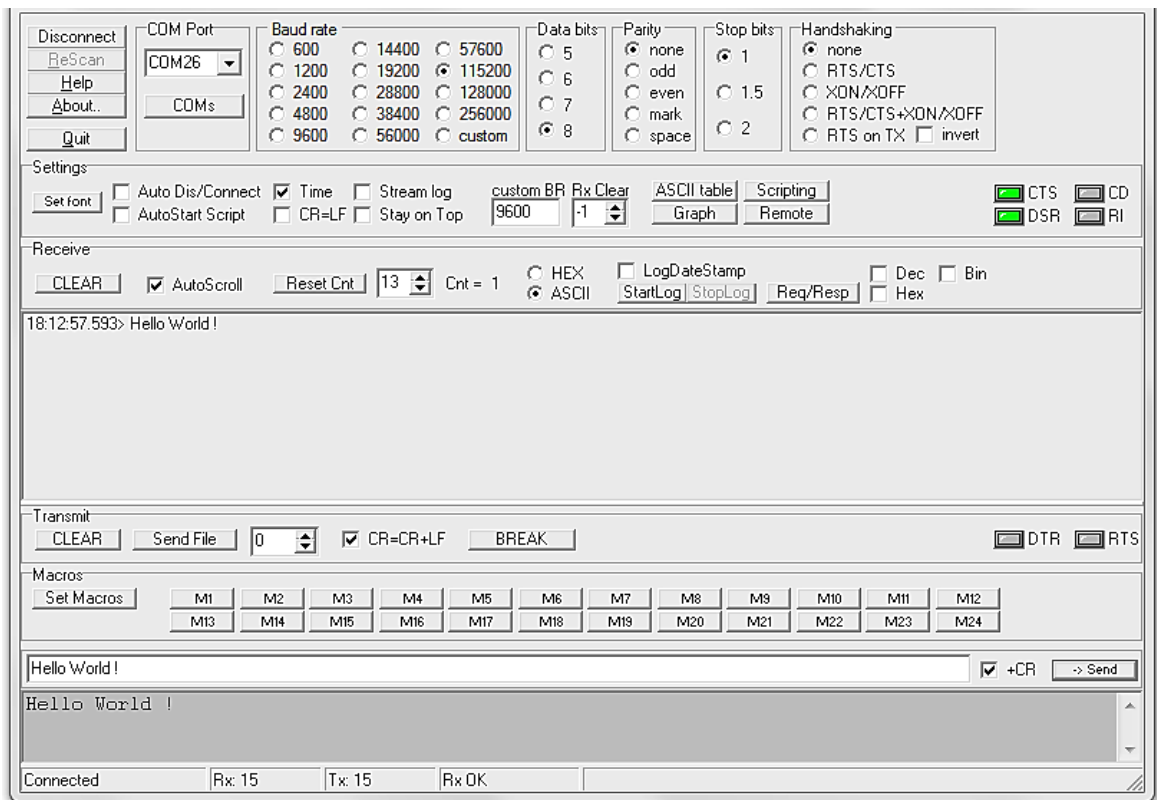 Disconnect
ReScan
Help
About..
Quit
COM Port
COM26
COMs
Baud rate
600 14400 57600
1200 19200 115200
2400 28800 128000
4800 38400 256000
9600 56000 custom
Data bits
5
6
7
8
Parity
none
odd
even
mark
space
Stop bits
1
1.5
2
Handshaking
none
RTS/CTS
XON/XOFF
RTS/CTS+XON/XOFF
RTS on TX invert
Settings
Set font
Auto Dis/Connect Time Stream log
AutoStart Script CR=LF Stay on Top
custom BR Rx Clear
9600 -1
ASCII table Scripting
Graph Remote
CTS CD
DSR RI
Receive
CLEAR AutoScroll Reset Cnt 13 Cnt = 1
HEX
ASCII
LogDateStamp
StartLog StopLog Req/Resp
Dec Bin
Hex
18:12:57.593> Hello World !
Transmit
CLEAR Send File 0 CR=CR+LF BREAK DTR RTS
Macros
Set Macros M1 M2 M3 M4 M5 M6 M7 M8 M9 M10 M11 M12
M13 M14 M15 M16 M17 M18 M19 M20 M21 M22 M23 M24
Hello World ! +CR -> Send
Hello World !
Connected Rx: 15 Tx: 15 Rx OK